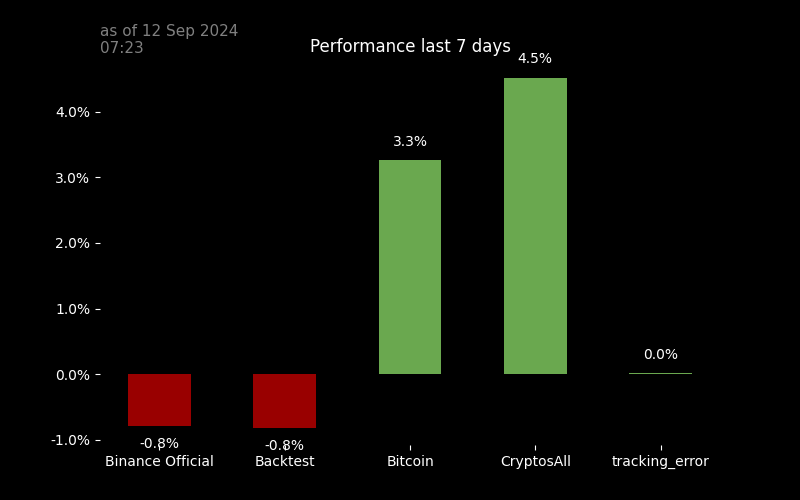 as of 12 Sep 2024
07:23
Performance last 7 days
4.5%
3.3%
0.0%
-0.8%
-0.8%
4.0%
3.0%
2.0%
1.0%
0.0%
-1.0%
Binance Official
Backtest
Bitcoin
CryptosAll
tracking_error